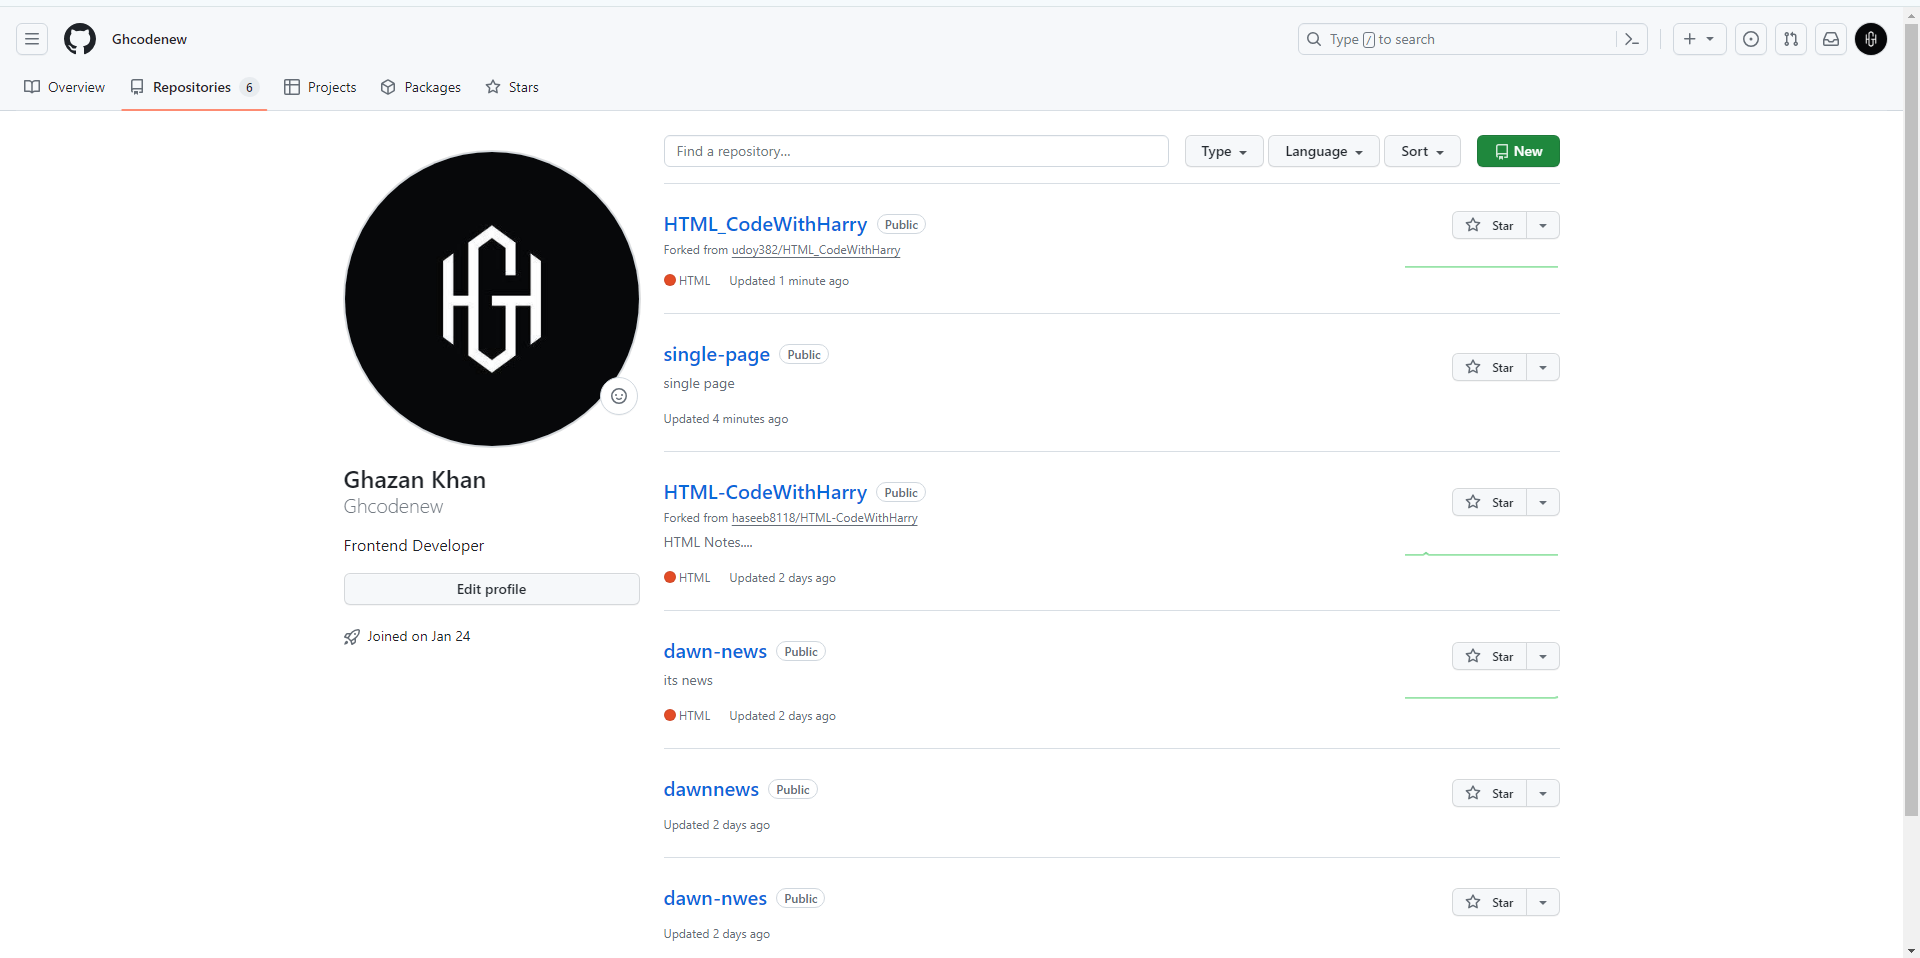 Ghcodenew
Type / to search
Overview
Repositories 6
Projects
Packages
Stars
Find a repository...
Type
Language
Sort
New
GH
Ghazan Khan
Ghcodenew
Frontend Developer
Edit profile
Joined on Jan 24
HTML_CodeWithHarry Public
Star
Forked from udoy382/HTML_CodeWithHarry
HTML Updated 1 minute ago
single-page Public
Star
single page
Updated 4 minutes ago
HTML-CodeWithHarry Public
Star
Forked from haseeb8118/HTML-CodeWithHarry
HTML Notes....
HTML Updated 2 days ago
dawn-news Public
Star
its news
HTML Updated 2 days ago
dawnnews Public
Star
Updated 2 days ago
dawn-nwes Public
Star
Updated 2 days ago